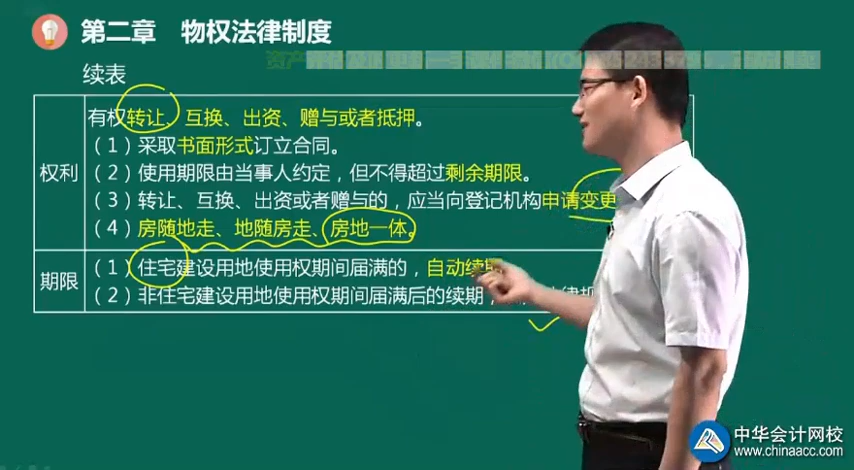 第二章 物权法律制度
续表
权利
有权转让、互换、出资、赠与或者抵押。
（1）采取书面形式订立合同。
（2）使用期限由当事人约定，但不得超过剩余期限。
（3）转让、互换、出资或者赠与的，应当向登记机构申请变更
（4）房随地走、地随房走、房地一体。
期限
（1）住宅建设用地使用权期间届满的，自动续
（2）非住宅建设用地使用权期间届满后的续期，
中华会计网校
www.chinaacc.com